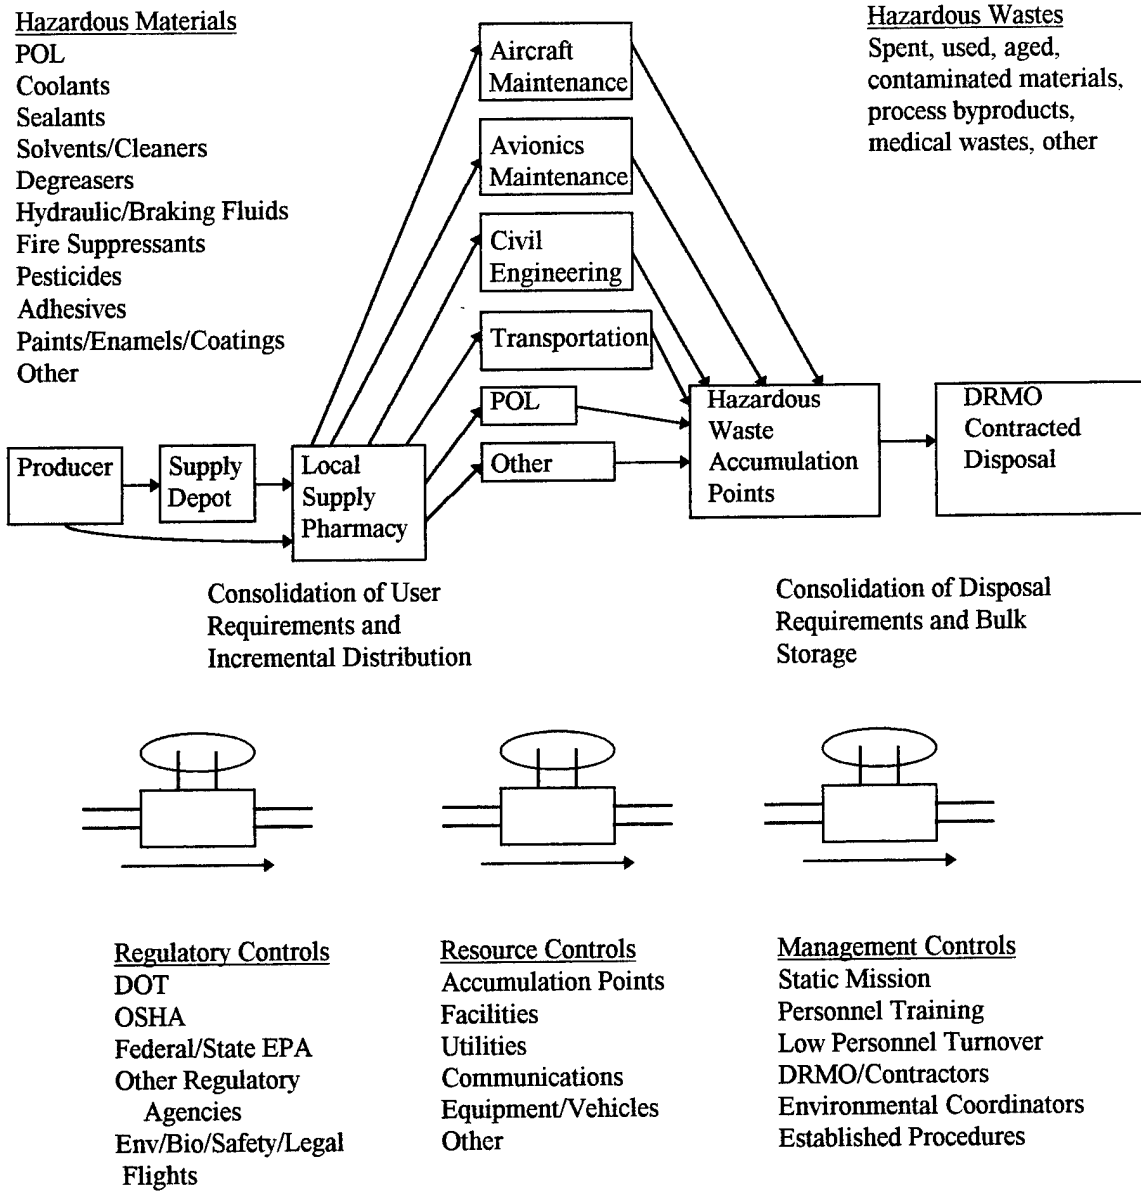 Hazardous Materials
POL
Coolants
Sealants
Solvents/Cleaners
Degreasers
Hydraulic/Braking Fluids
Fire Suppressants
Pesticides
Adhesives
Paints/Enamels/Coatings
Other
Hazardous Wastes
Spent, used, aged,
contaminated materials,
process byproducts,
medical wastes, other
Aircraft
Maintenance
Avionics
Maintenance
Civil
Engineering
Transportation
POL
Other
Producer
Supply
Depot
Local
Supply
Pharmacy
Hazardous
Waste
Accumulation
Points
DRMO
Contracted
Disposal
Consolidation of User
Requirements and
Incremental Distribution
Consolidation of Disposal
Requirements and Bulk
Storage
Regulatory Controls
DOT
OSHA
Federal/State EPA
Other Regulatory
Agencies
Env/Bio/Safety/Legal
Flights
Resource Controls
Accumulation Points
Facilities
Utilities
Communications
Equipment/Vehicles
Other
Management Controls
Static Mission
Personnel Training
Low Personnel Turnover
DRMO/Contractors
Environmental Coordinators
Established Procedures